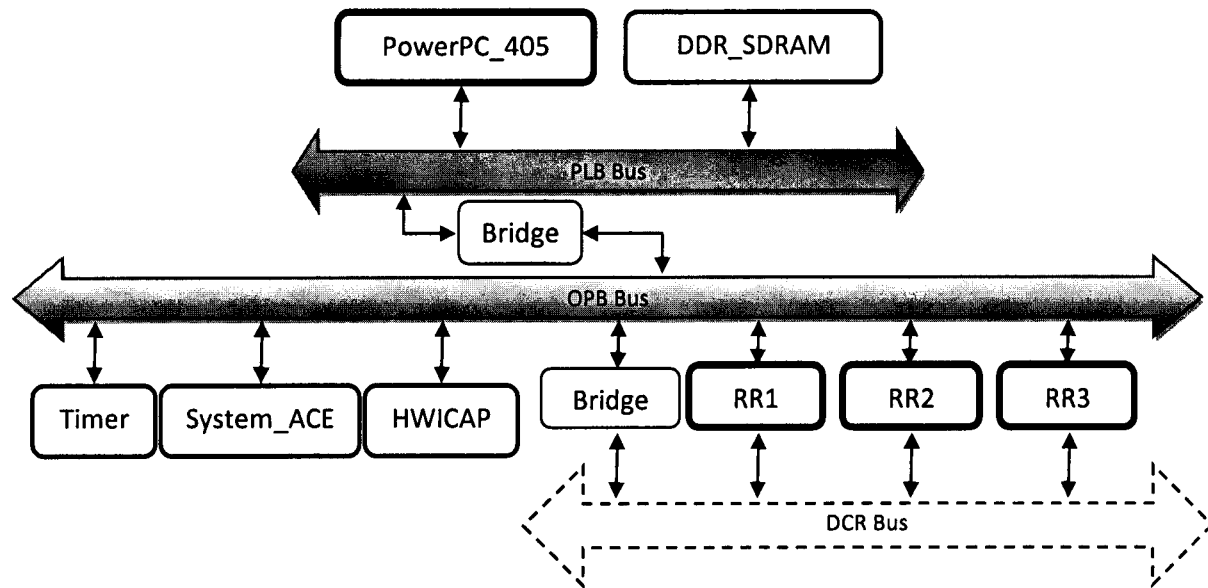 PowerPC_405
DDR_SDRAM
PLB Bus
Bridge
OPB Bus
Timer
System_ACE
HWICAP
Bridge
RR1
RR2
RR3
DCR Bus